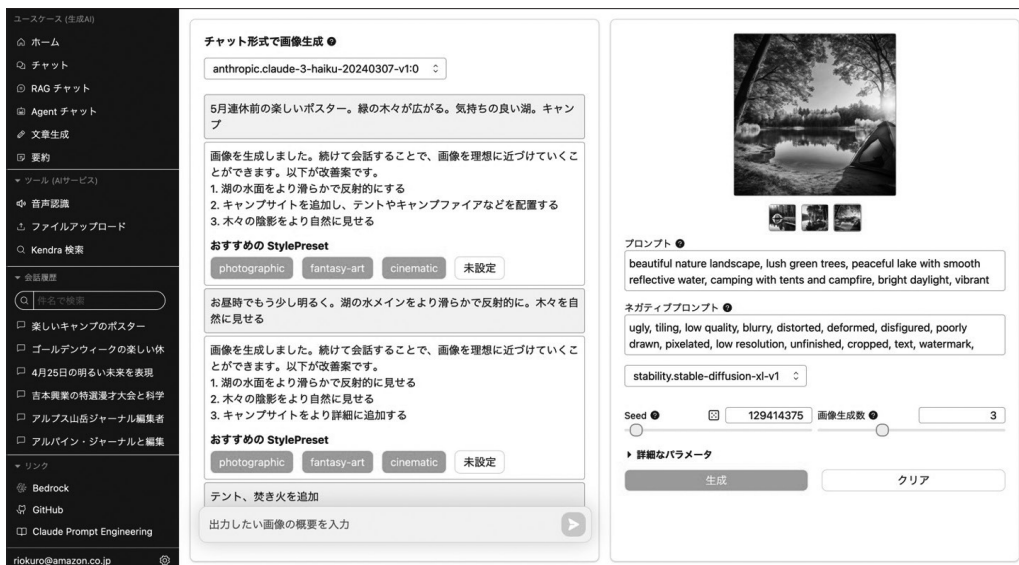 ユースケース (生成AI)
ホーム
チャット
RAG チャット
Agent チャット
文章生成
要約
ツール (AIサービス)
音声認識
ファイルアップロード
Kendra 検索
会話履歴
件名で検索
楽しいキャンプのポスター
ゴールデンウィークの楽しい休
4月25日の明るい未来を表現
吉本興業の特選漫才大会と科学
アルプス山岳ジャーナル編集者
アルパイン・ジャーナルと編集
リンク
Bedrock
GitHub
Claude Prompt Engineering
riokuro@amazon.co.jp
チャット形式で画像生成
anthropic.claude-3-haiku-20240307-v1:0
5月連休前の楽しいポスター。緑の木々が広がる。気持ちの良い湖。キャン
プ
画像を生成しました。続けて会話することで、画像を理想に近づけていくこ
とができます。以下が改善案です。
1. 湖の水面をより滑らかで反射的にする
2. キャンプサイトを追加し、テントやキャンプファイアなどを配置する
3. 木々の陰影をより自然に見せる
おすすめの StylePreset
photographic fantasy-art cinematic 未設定
お昼時でもう少し明るく。湖の水メインをより滑らかで反射的に。木々を自
然に見せる
画像を生成しました。続けて会話することで、画像を理想に近づけていくこ
とができます。以下が改善案です。
1. 湖の水面をより滑らかで反射的に見せる
2. 木々の陰影をより自然に見せる
3. キャンプサイトをより詳細に追加する
おすすめの StylePreset
photographic fantasy-art cinematic 未設定
テント、焚き火を追加
出力したい画像の概要を入力
プロンプト
beautiful nature landscape, lush green trees, peaceful lake with smooth
reflective water, camping with tents and campfire, bright daylight, vibrant
ネガティブプロンプト
ugly, tiling, low quality, blurry, distorted, deformed, disfigured, poorly
drawn, pixelated, low resolution, unfinished, cropped, text, watermark,
stability.stable-diffusion-xl-v1
Seed 129414375 画像生成数 3
詳細なパラメータ
生成 クリア